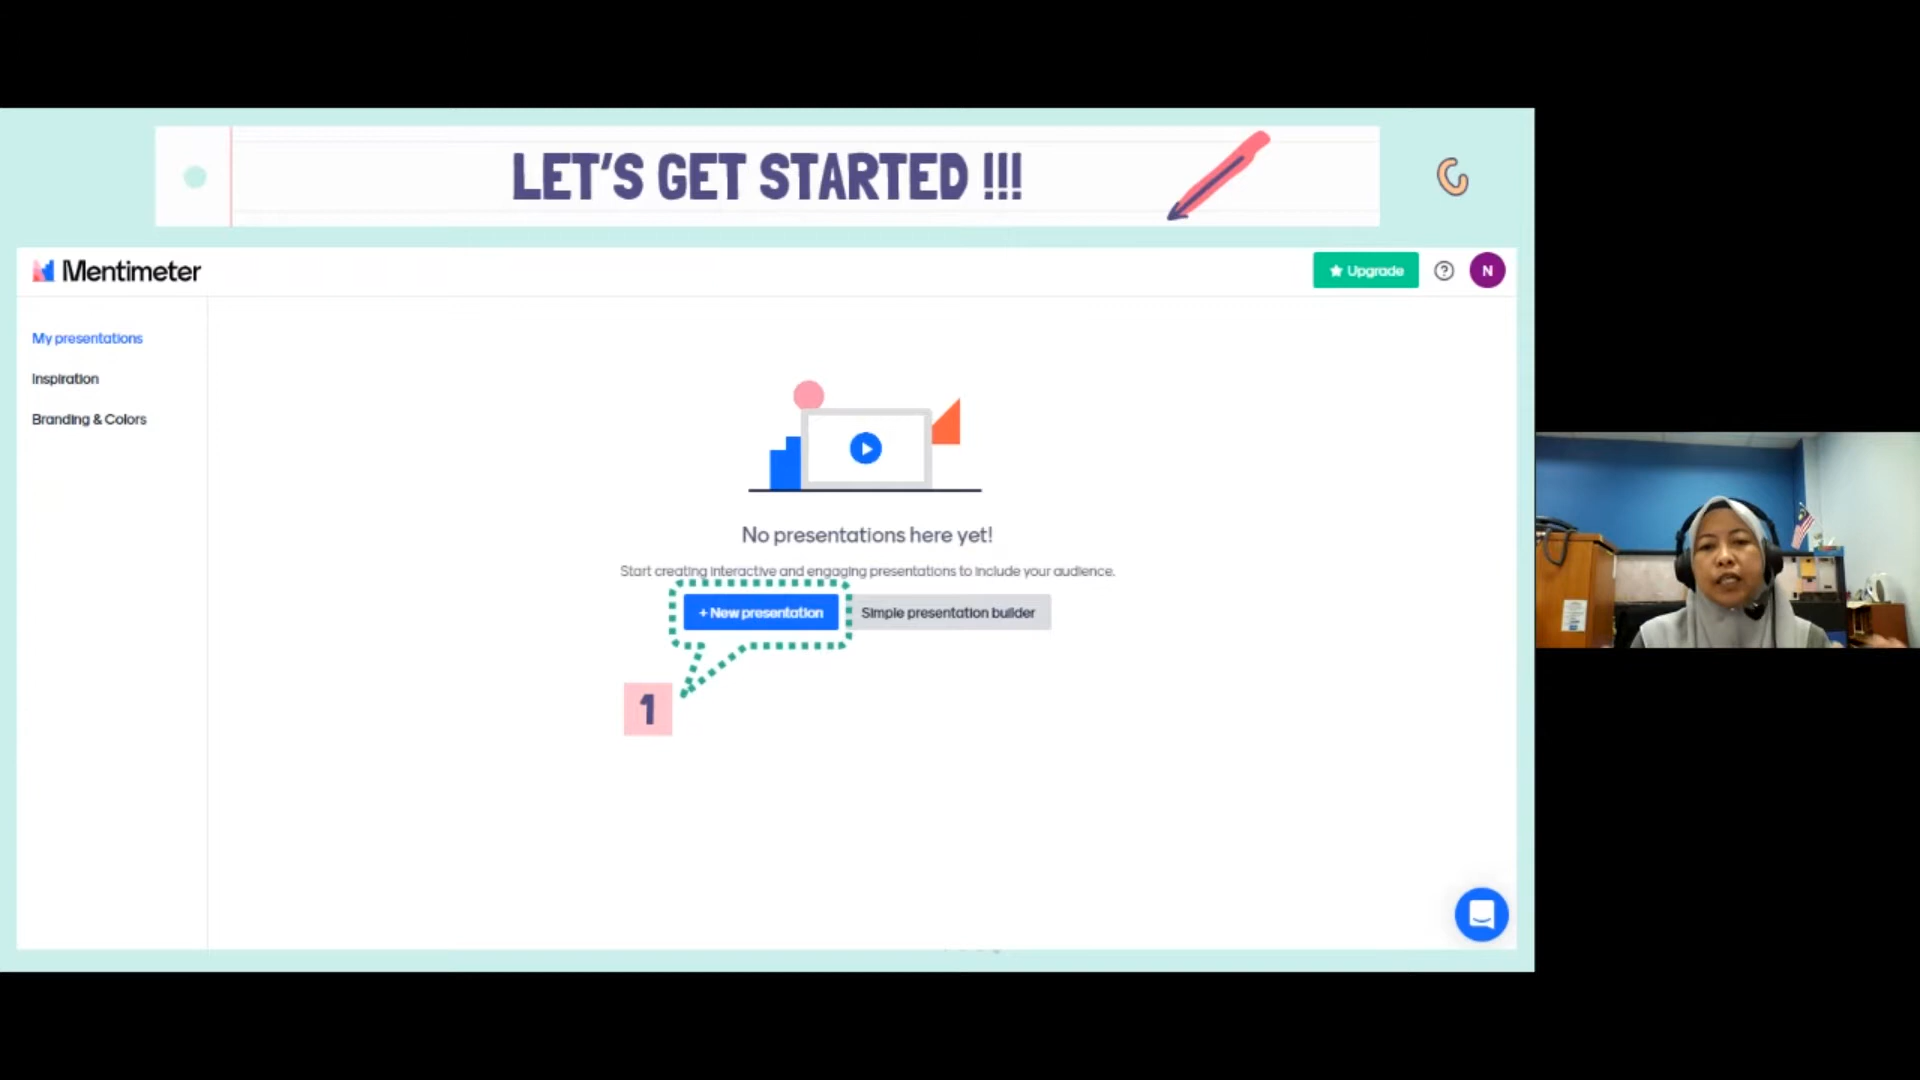 LET'S GET STARTED !!!
Mentimeter
Upgrade
?
N
My presentations
Inspiration
Branding & Colors
No presentations here yet!
Start creating interactive and engaging presentations to include your audience.
+ New presentation
Simple presentation builder
1